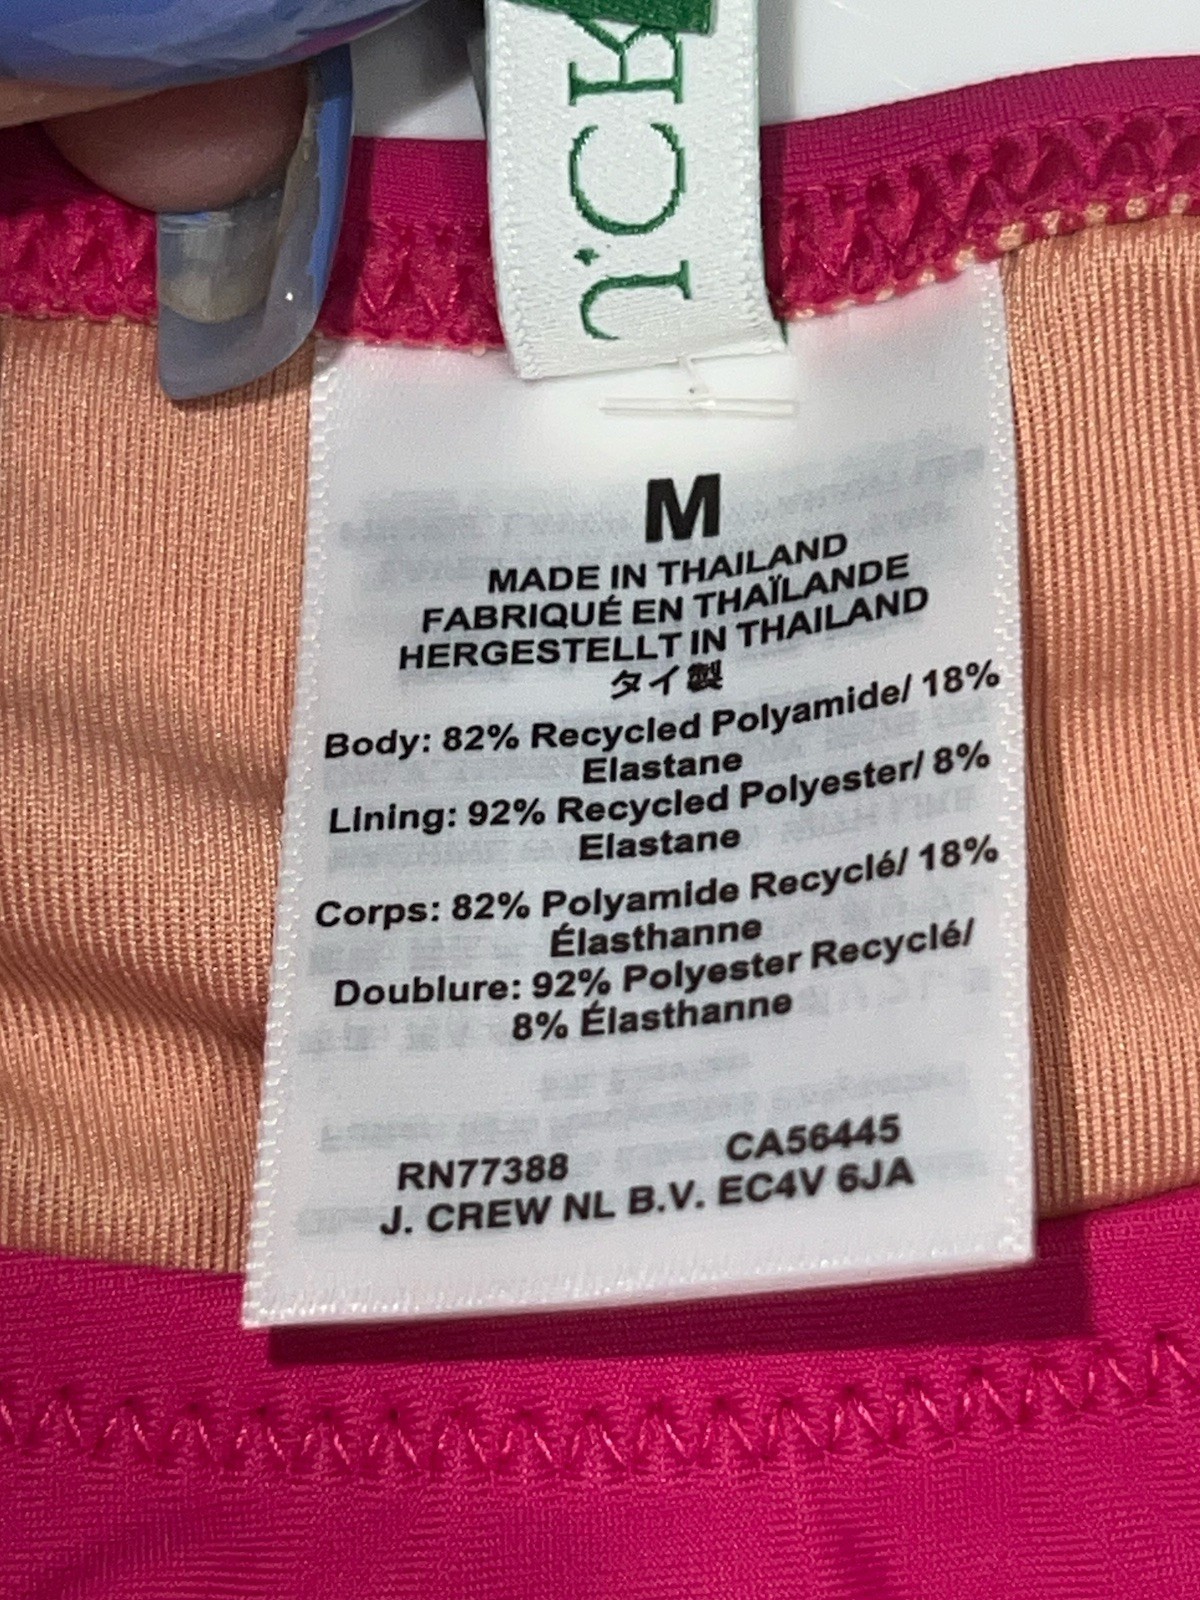 J.CR
M
MADE IN THAILAND
FABRIQUÉ EN THAÏLANDE
HERGESTELLT IN THAILAND
タイ製
Body: 82% Recycled Polyamide/ 18%
Elastane
Lining: 92% Recycled Polyester/ 8%
Elastane
Corps: 82% Polyamide Recyclé/ 18%
Élasthanne
Doublure: 92% Polyester Recyclé/
8% Élasthanne
RN77388 CA56445
J. CREW NL B.V. EC4V 6JA